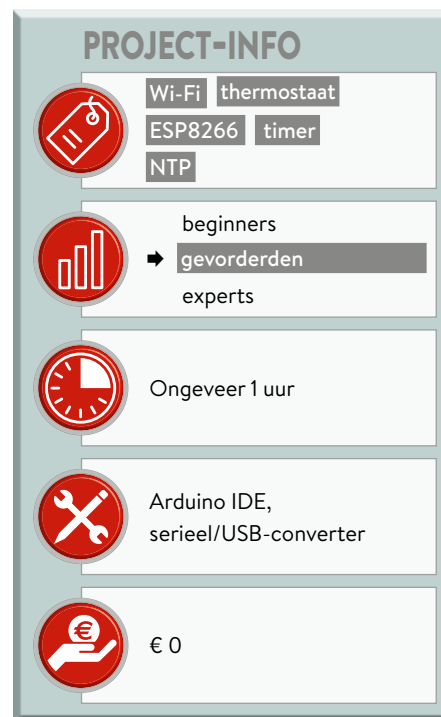 PROJECT-INFO
Wi-Fi thermostaat
ESP8266 timer
NTP
beginners
➡ gevorderden
experts
Ongeveer 1 uur
Arduino IDE,
serieel/USB-converter
€
€ 0